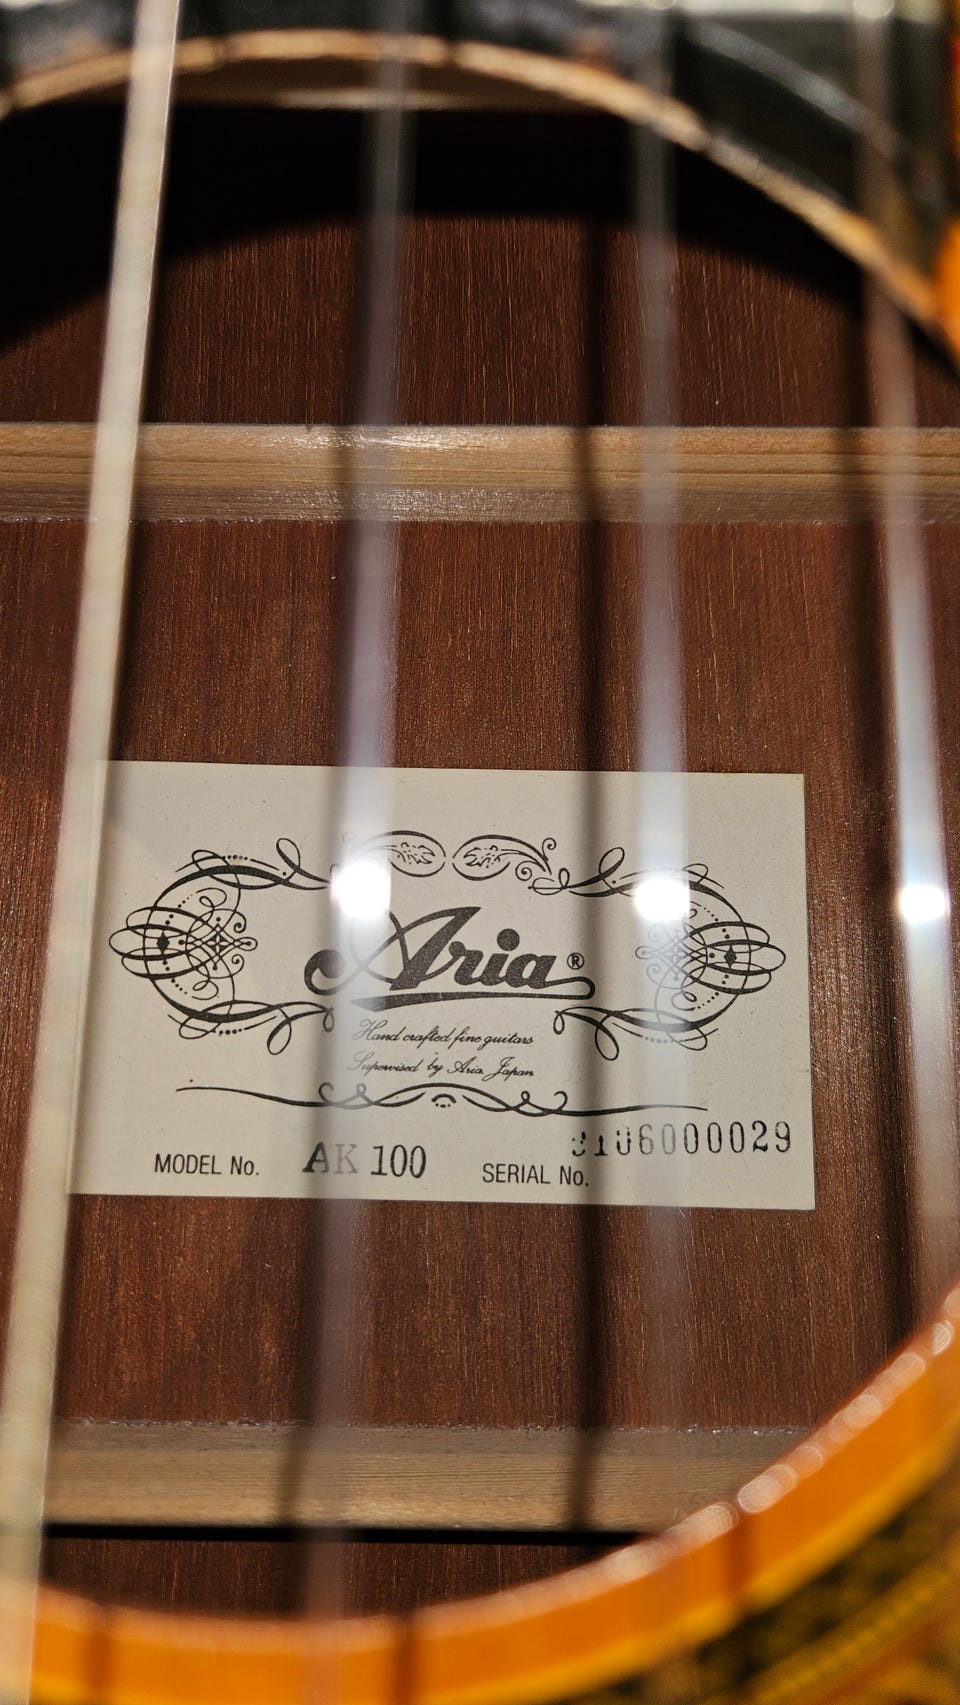 Aria®
Hand crafted fine guitars
Supervised by Aria Japan
MODEL No. AK 100
SERIAL No.